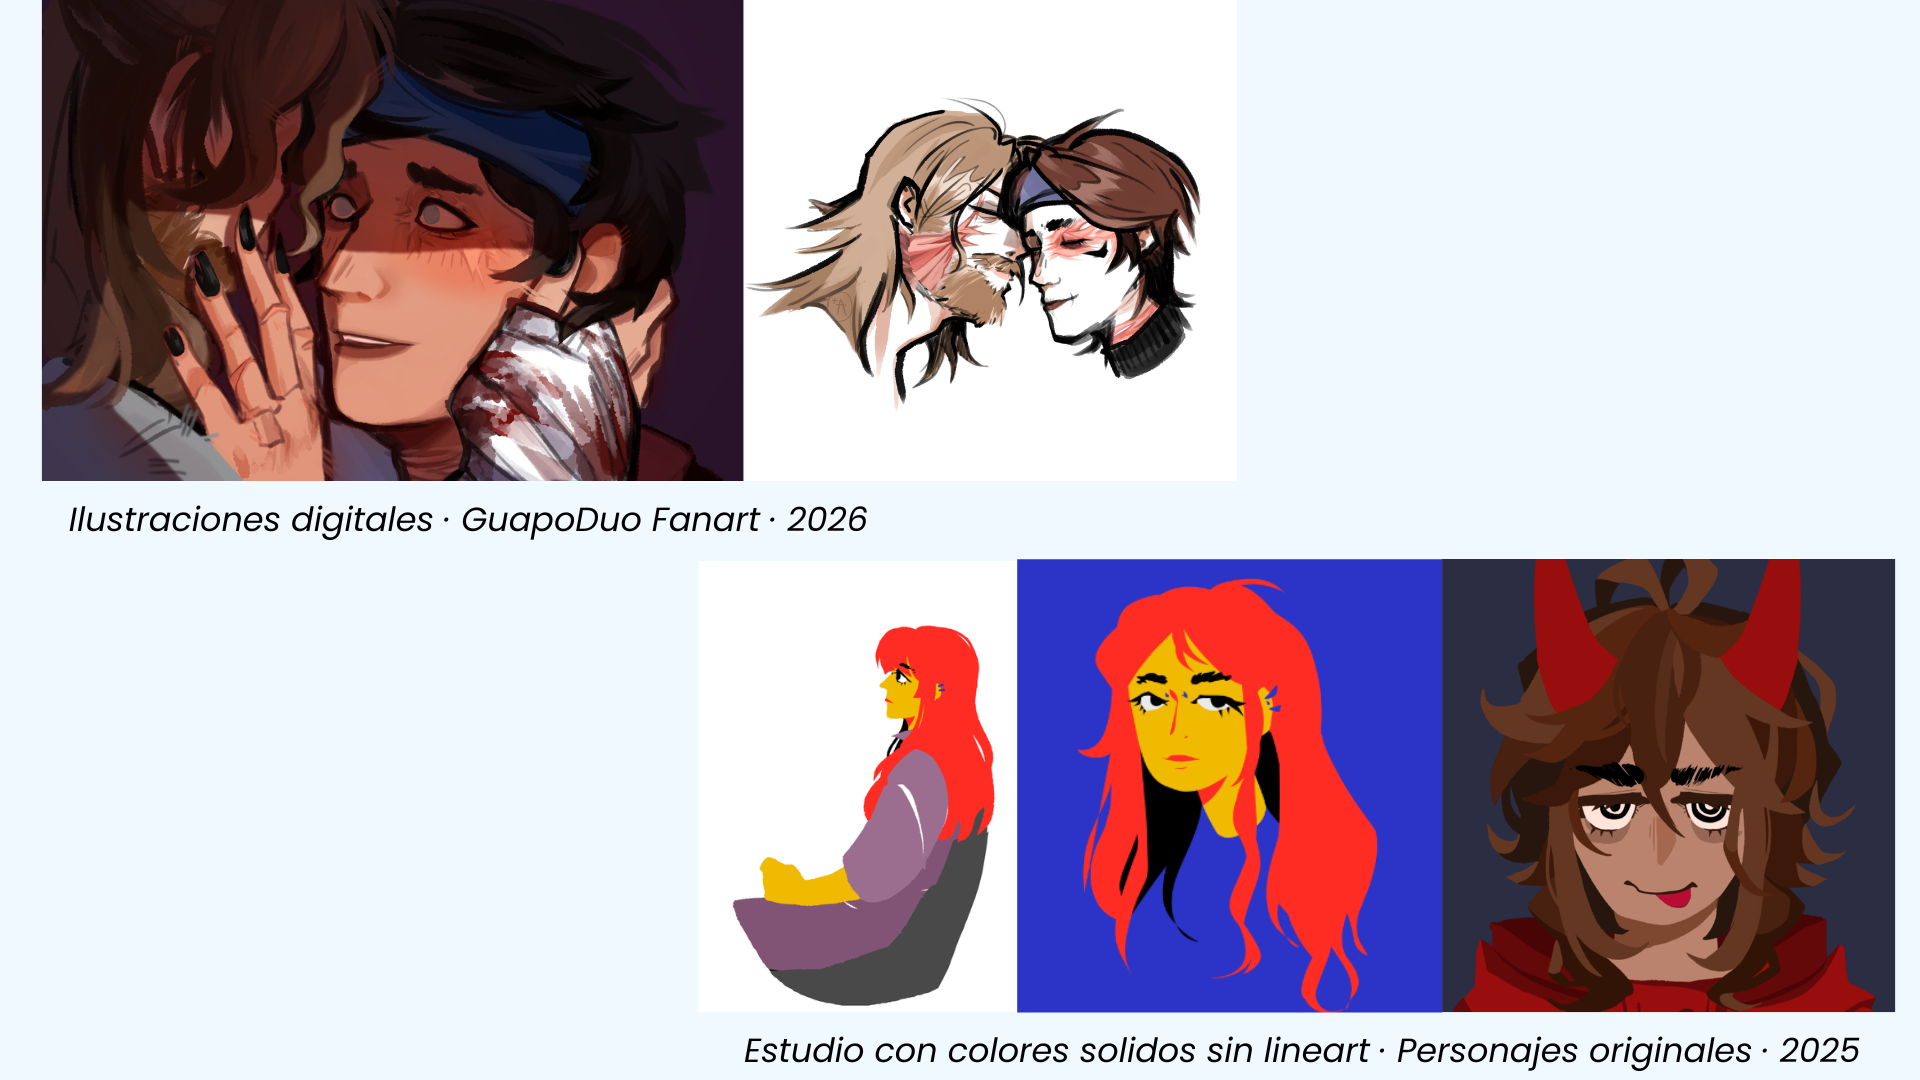 Ilustraciones digitales · GuapoDuo Fanart · 2026
Estudio con colores solidos sin lineart · Personajes originales · 2025